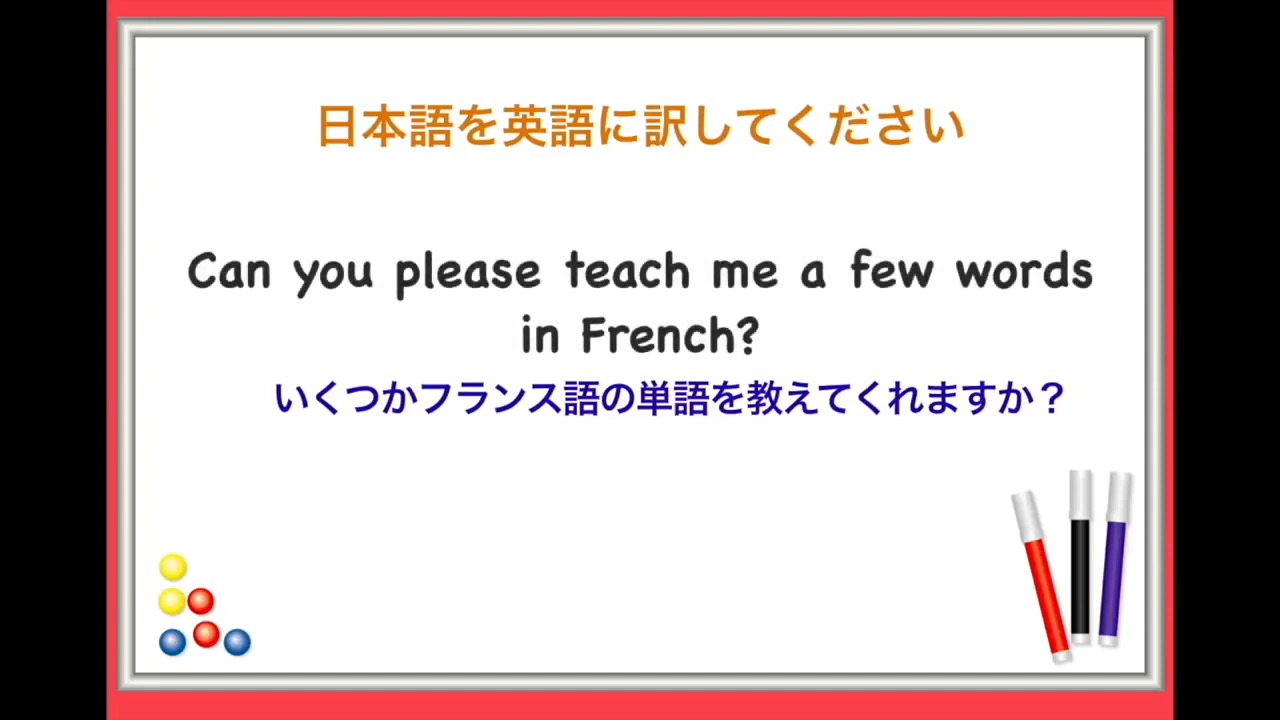 日本語を英語に訳してください
Can you please teach me a few words
in French?
いくつかフランス語の単語を教えてくれますか？